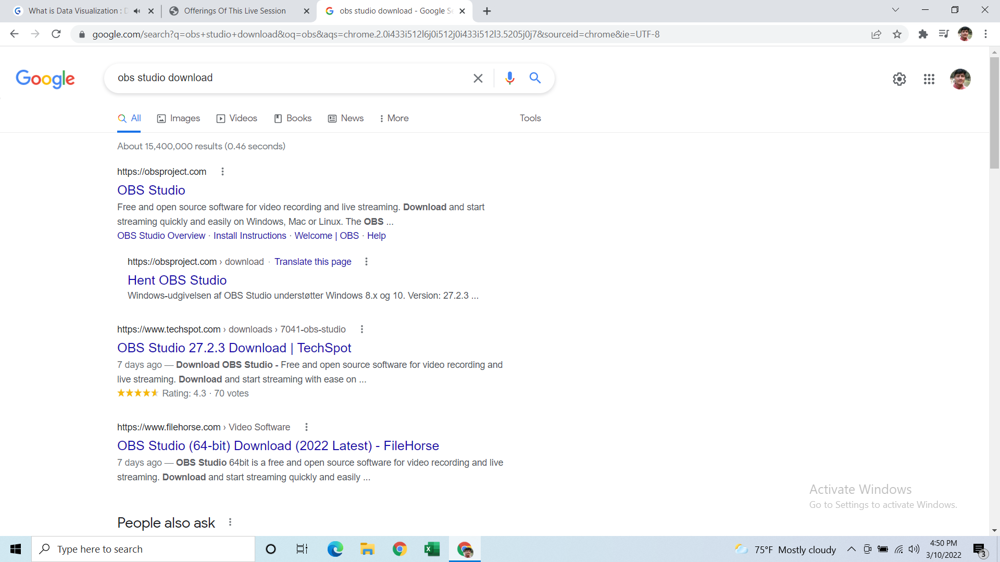 What is Data Visualization : D
Offerings Of This Live Session
obs studio download - Google Se
google.com/search?q=obs+studio+download&oq=obs&aqs=chrome.2.0i433i512l6j0i512j0i433i512l3.5205j0j7&sourceid=chrome&ie=UTF-8
Google
obs studio download
All
Images
Videos
Books
News
More
Tools
About 15,400,000 results (0.46 seconds)
https://obsproject.com
OBS Studio
Free and open source software for video recording and live streaming. Download and start
streaming quickly and easily on Windows, Mac or Linux. The OBS ...
OBS Studio Overview · Install Instructions · Welcome | OBS · Help
https://obsproject.com › download · Translate this page
Hent OBS Studio
Windows-udgivelsen af OBS Studio understøtter Windows 8.x og 10. Version: 27.2.3 ...
https://www.techspot.com › downloads › 7041-obs-studio
OBS Studio 27.2.3 Download | TechSpot
7 days ago — Download OBS Studio - Free and open source software for video recording and
live streaming. Download and start streaming with ease on ...
Rating: 4.3 · 70 votes
https://www.filehorse.com › Video Software
OBS Studio (64-bit) Download (2022 Latest) - FileHorse
7 days ago — OBS Studio 64bit is a free and open source software for video recording and live
streaming. Download and start streaming quickly and easily ...
People also ask
Activate Windows
Go to Settings to activate Windows.
Type here to search
75°F Mostly cloudy
4:50 PM
3/10/2022
3